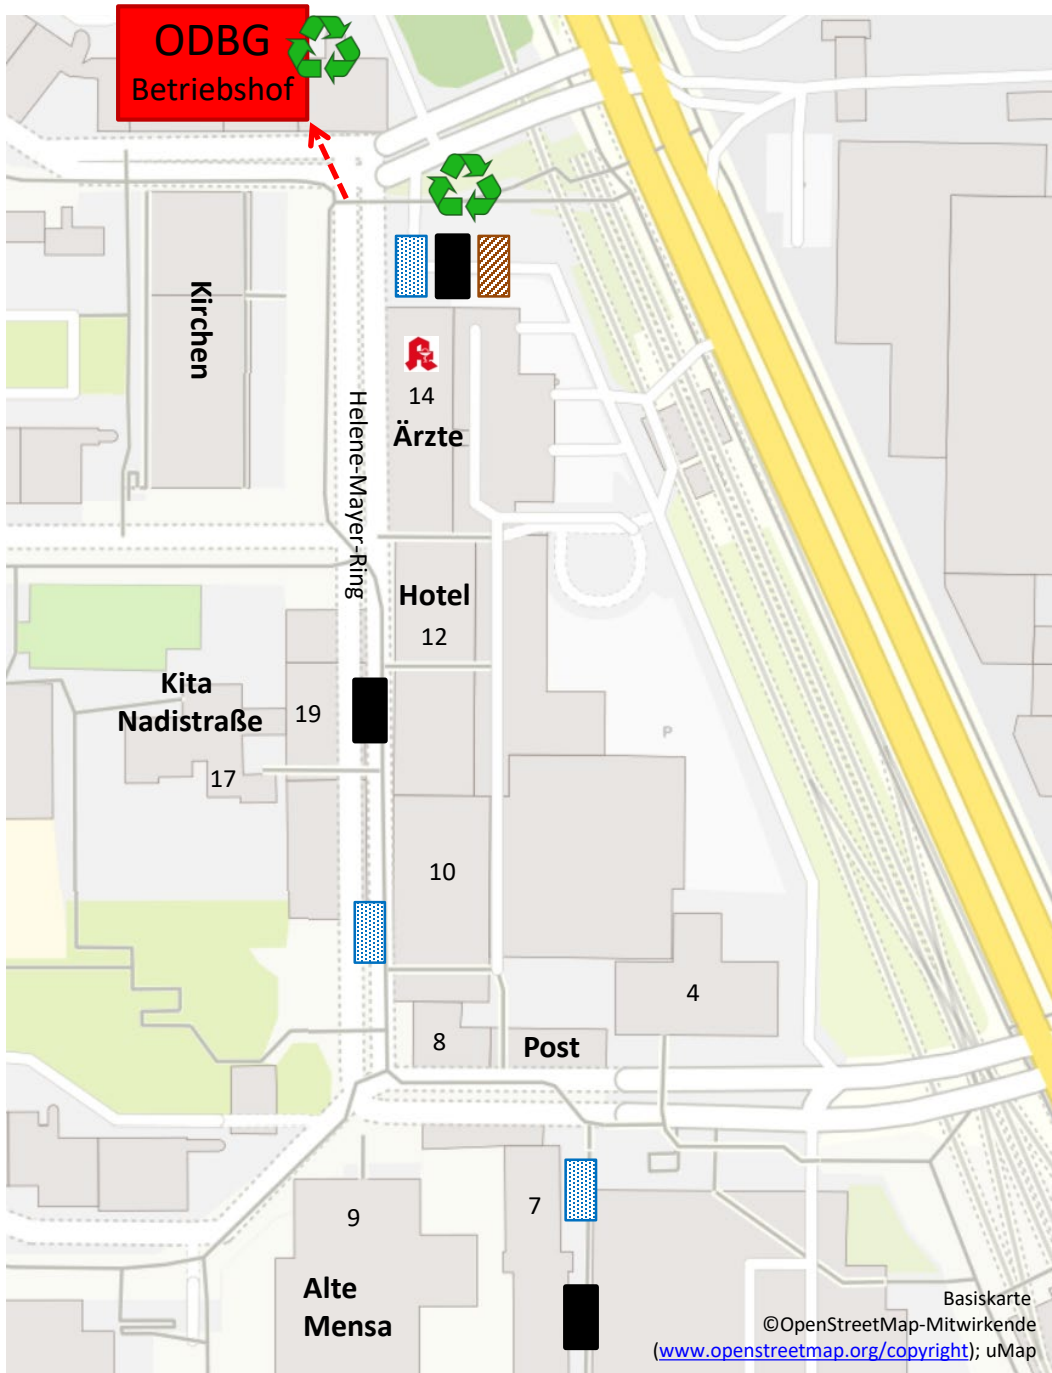 ODBG
Betriebshof
Kirchen
14
Ärzte
Helene-Mayer-Ring
Hotel
12
Kita
Nadistraße
19
17
P
10
4
8
Post
9
7
Alte
Mensa
Basiskarte
©OpenStreetMap-Mitwirkende
(www.openstreetmap.org/copyright); uMap